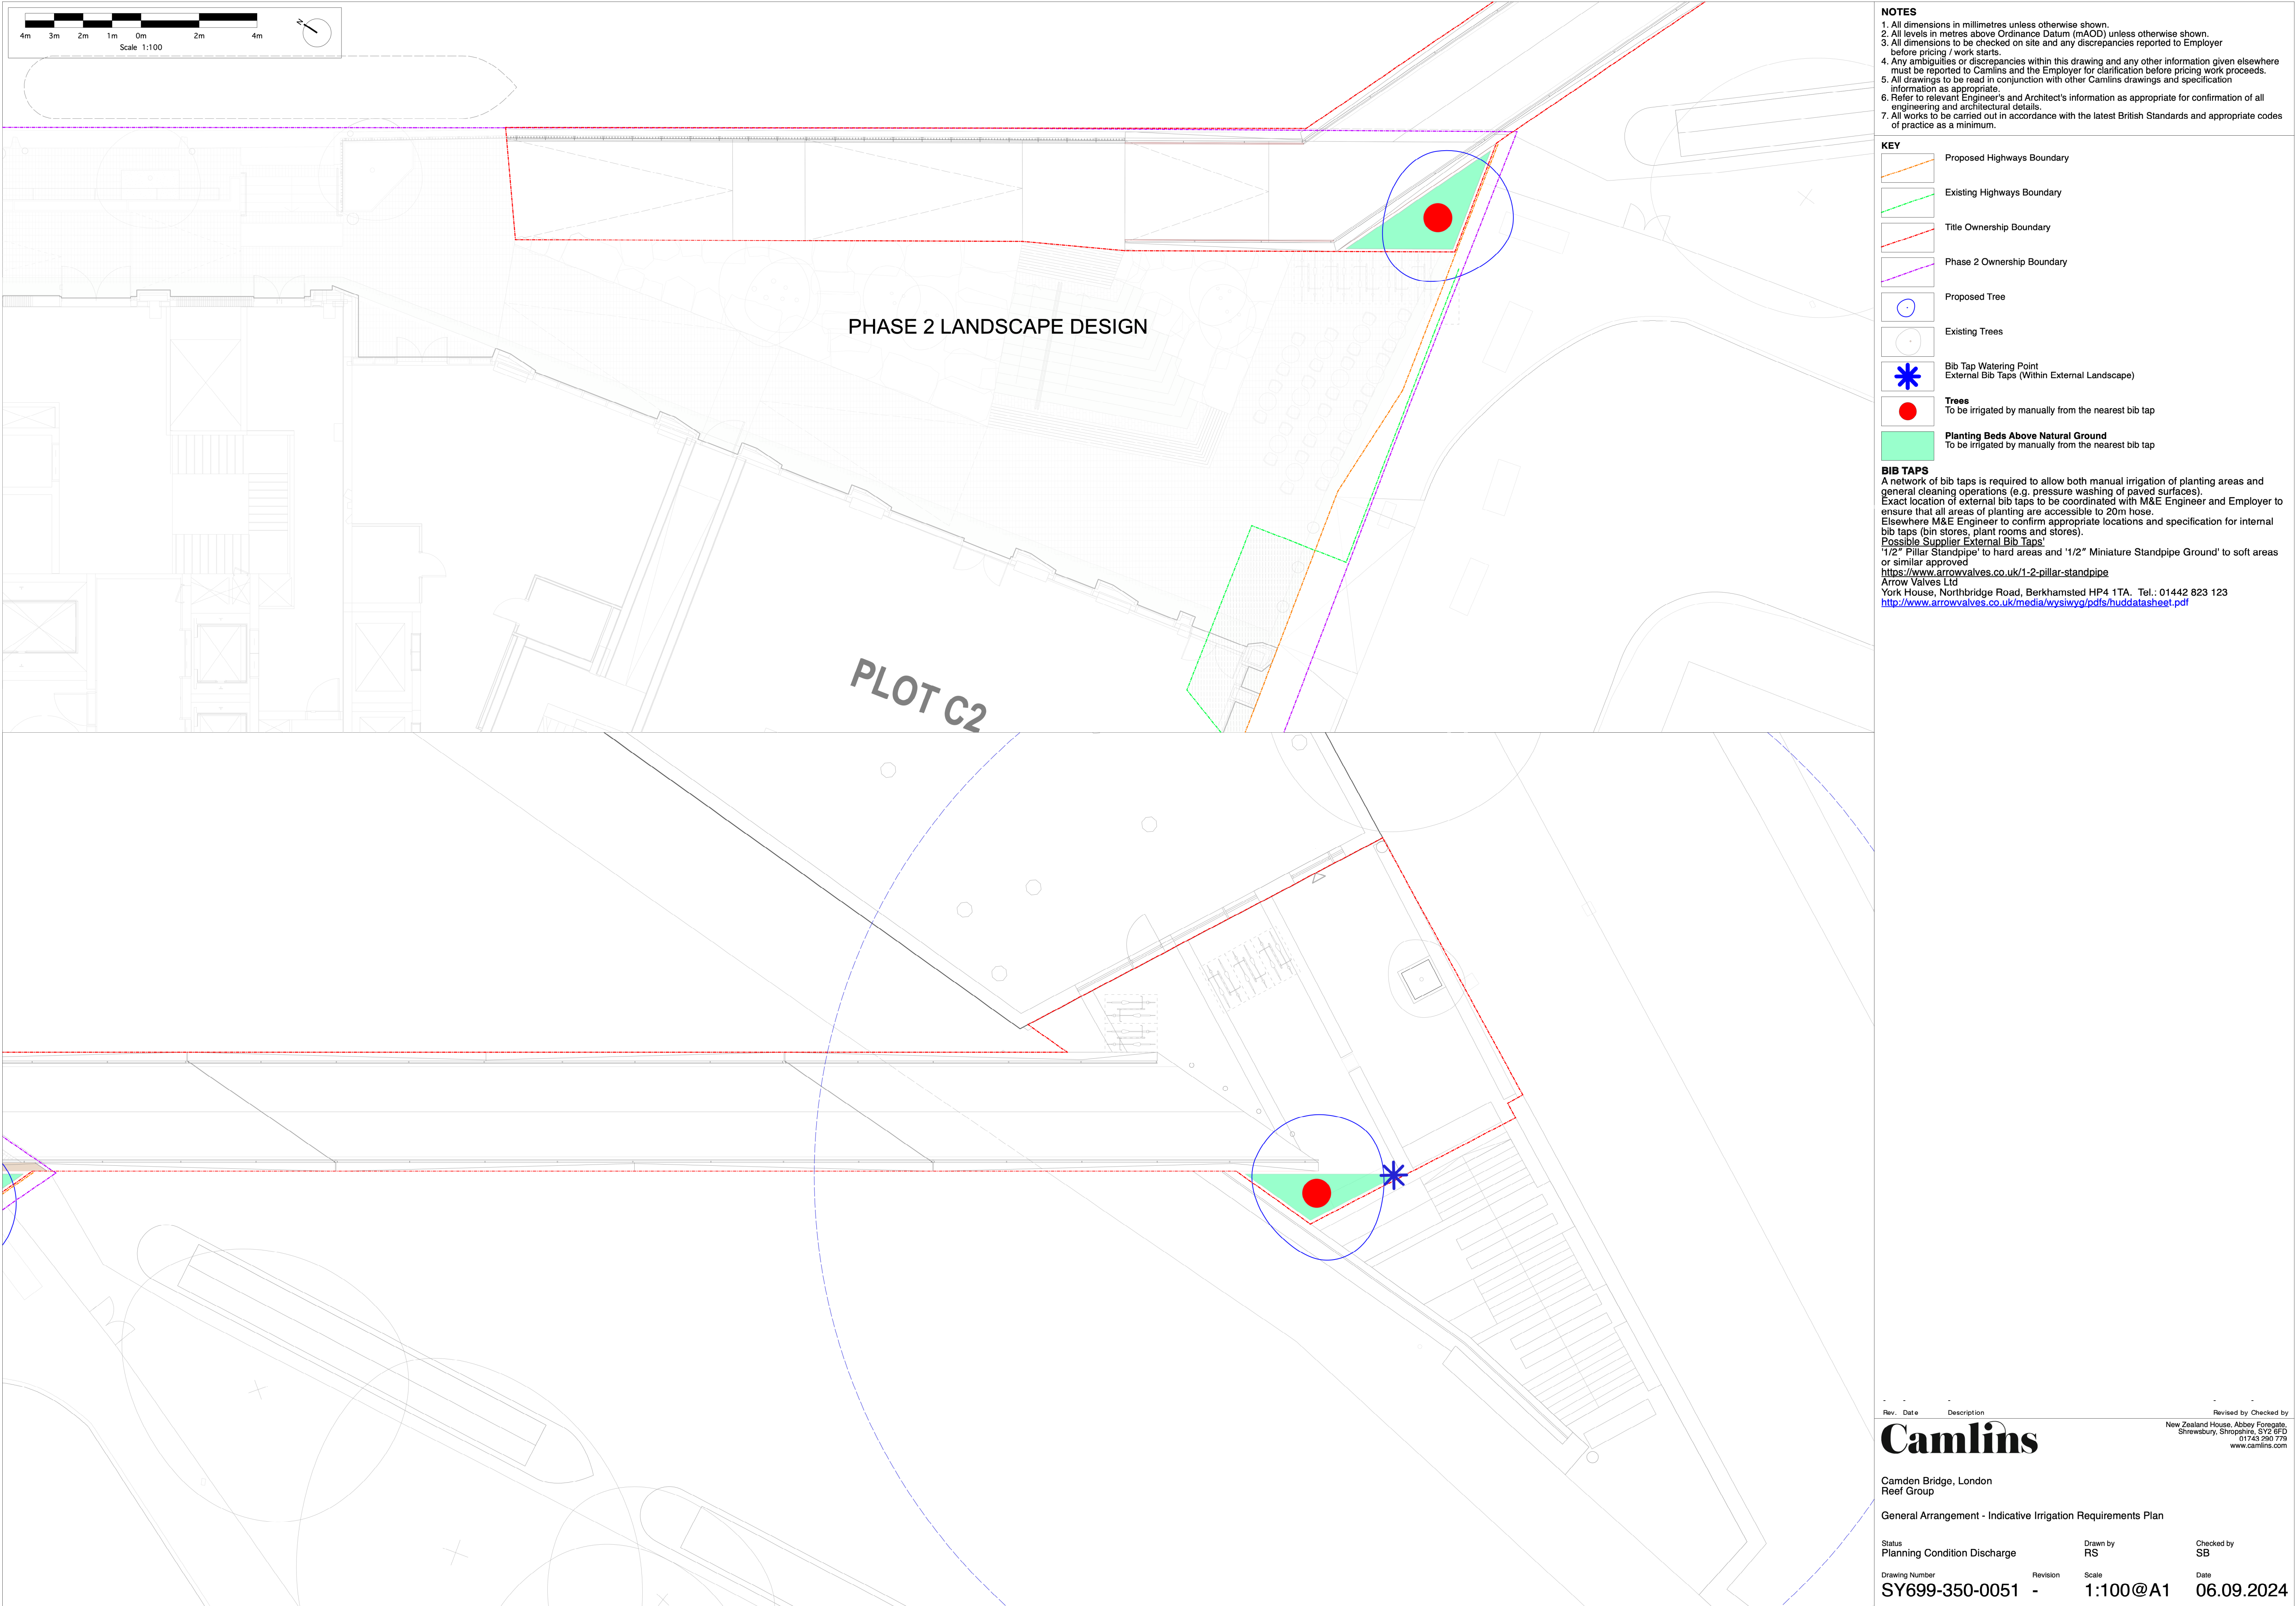 N
4m 3m 2m 1m 0m 2m 4m
Scale 1:100
PHASE 2 LANDSCAPE DESIGN
PLOT C2
NOTES
1. All dimensions in millimetres unless otherwise shown.
2. All levels in metres above Ordinance Datum (mAOD) unless otherwise shown.
3. All dimensions to be checked on site and any discrepancies reported to Employer
before pricing / work starts.
4. Any ambiguities or discrepancies within this drawing and any other information given elsewhere
must be reported to Camlins and the Employer for clarification before pricing work proceeds.
5. All drawings to be read in conjunction with other Camlins drawings and specification
information as appropriate.
6. Refer to relevant Engineer's and Architect's information as appropriate for confirmation of all
engineering and architectural details.
7. All works to be carried out in accordance with the latest British Standards and appropriate codes
of practice as a minimum.
KEY
Proposed Highways Boundary
Existing Highways Boundary
Title Ownership Boundary
Phase 2 Ownership Boundary
Proposed Tree
Existing Trees
Bib Tap Watering Point
External Bib Taps (Within External Landscape)
Trees
To be irrigated by manually from the nearest bib tap
Planting Beds Above Natural Ground
To be irrigated by manually from the nearest bib tap
BIB TAPS
A network of bib taps is required to allow both manual irrigation of planting areas and
general cleaning operations (e.g. pressure washing of paved surfaces).
Exact location of external bib taps to be coordinated with M&E Engineer and Employer to
ensure that all areas of planting are accessible to 20m hose.
Elsewhere M&E Engineer to confirm appropriate locations and specification for internal
bib taps (bin stores, plant rooms and stores).
Possible Supplier External Bib Taps'
'1/2" Pillar Standpipe' to hard areas and '1/2" Miniature Standpipe Ground' to soft areas
or similar approved
https://www.arrowvalves.co.uk/1-2-pillar-standpipe
Arrow Valves Ltd
York House, Northbridge Road, Berkhamsted HP4 1TA. Tel.: 01442 823 123
http://www.arrowvalves.co.uk/media/wysiwyg/pdfs/huddatasheet.pdf
- - - - -
Rev. Date Description Revised by Checked by
Camlins
New Zealand House, Abbey Foregate,
Shrewsbury, Shropshire, SY2 6FD
01743 290 779
www.camlins.com
Camden Bridge, London
Reef Group
General Arrangement - Indicative Irrigation Requirements Plan
Status Drawn by Checked by
Planning Condition Discharge RS SB
Drawing Number Revision Scale Date
SY699-350-0051 - 1:100@A1 06.09.2024